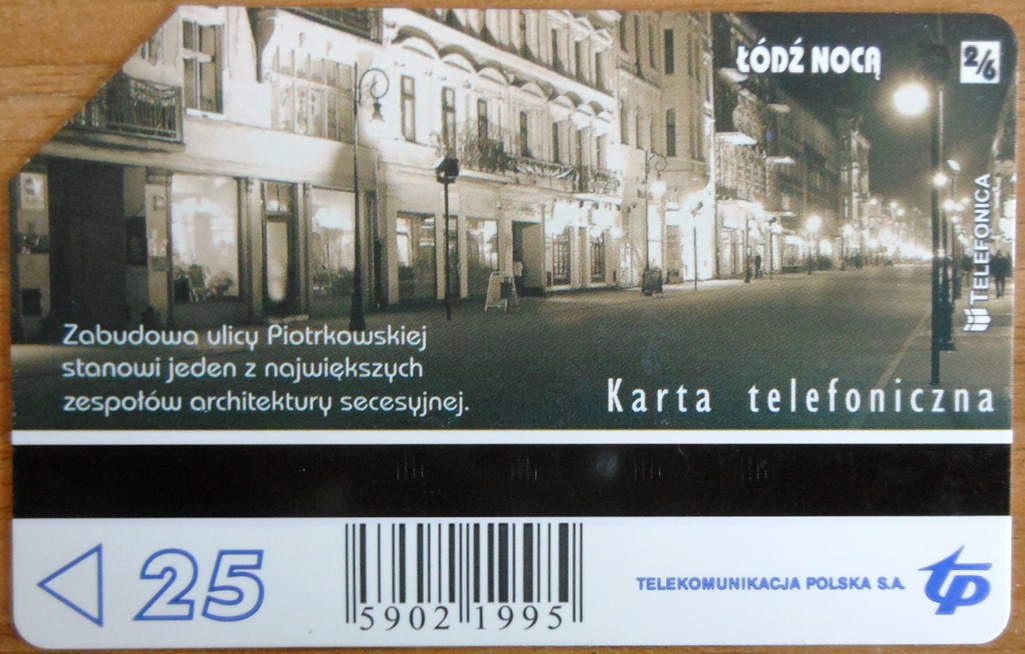 ŁÓDŹ NOCĄ
2/6
TELEFONICA
Zabudowa ulicy Piotrkowskiej
stanowi jeden z największych
zespołów architektury secesyjnej.
Karta telefoniczna
25
5902 1995
TELEKOMUNIKACJA POLSKA S.A.
tp